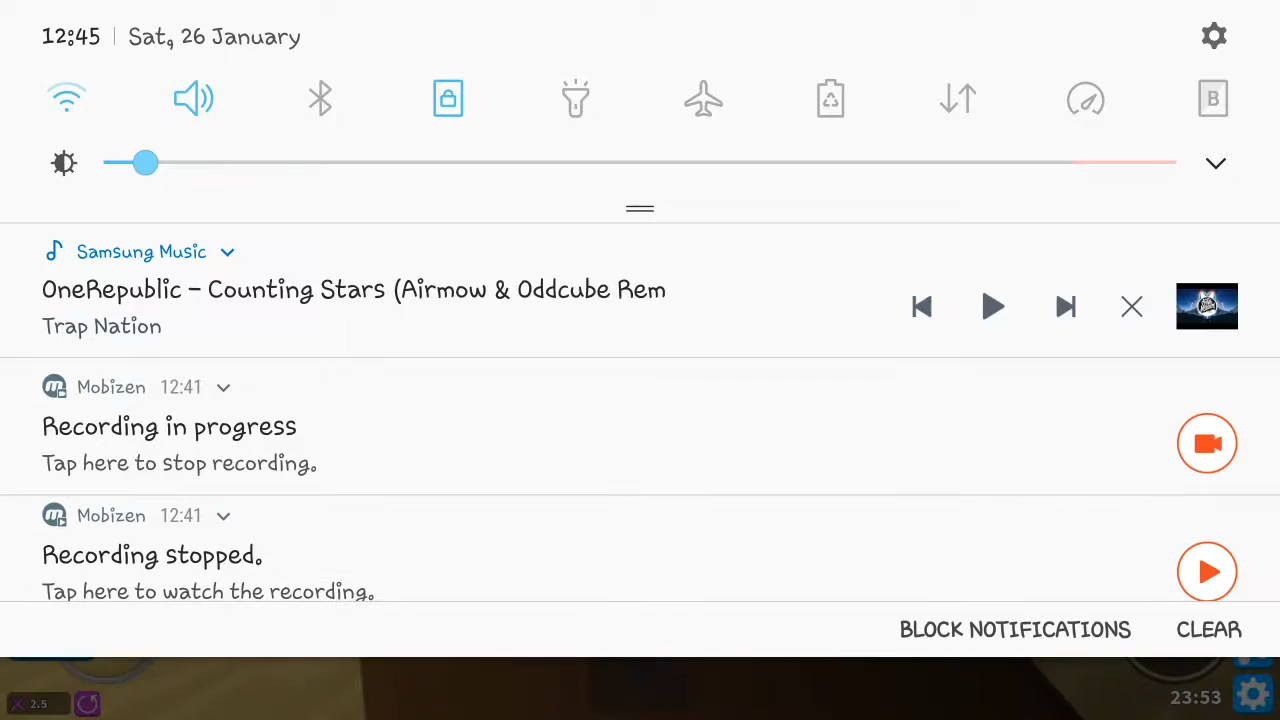 12:45 | Sat, 26 January
B
Samsung Music
OneRepublic - Counting Stars (Airmow & Oddcube Rem
Trap Nation
Mobizen 12:41
Recording in progress
Tap here to stop recording.
Mobizen 12:41
Recording stopped.
Tap here to watch the recording.
BLOCK NOTIFICATIONS CLEAR
2.5
23:53